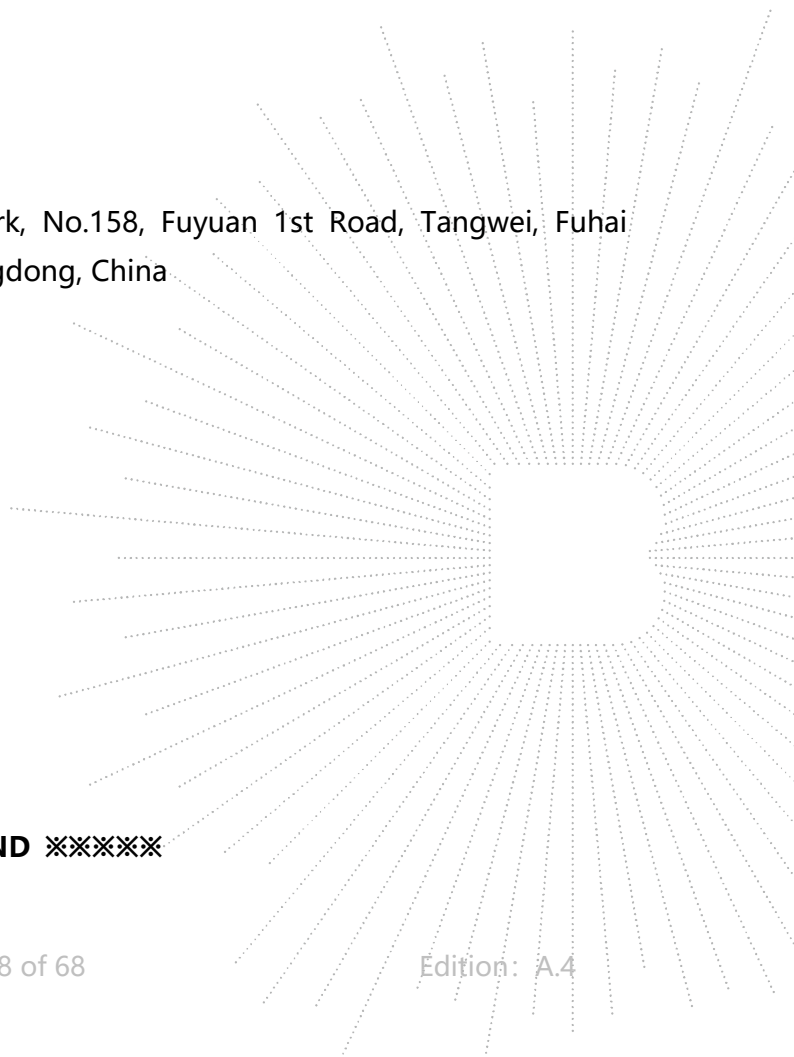 rk, No.158, Fuyuan 1st Road, Tangwei, Fuhai
gdong, China
ND ※※※※※
8 of 68 Edition： A.4